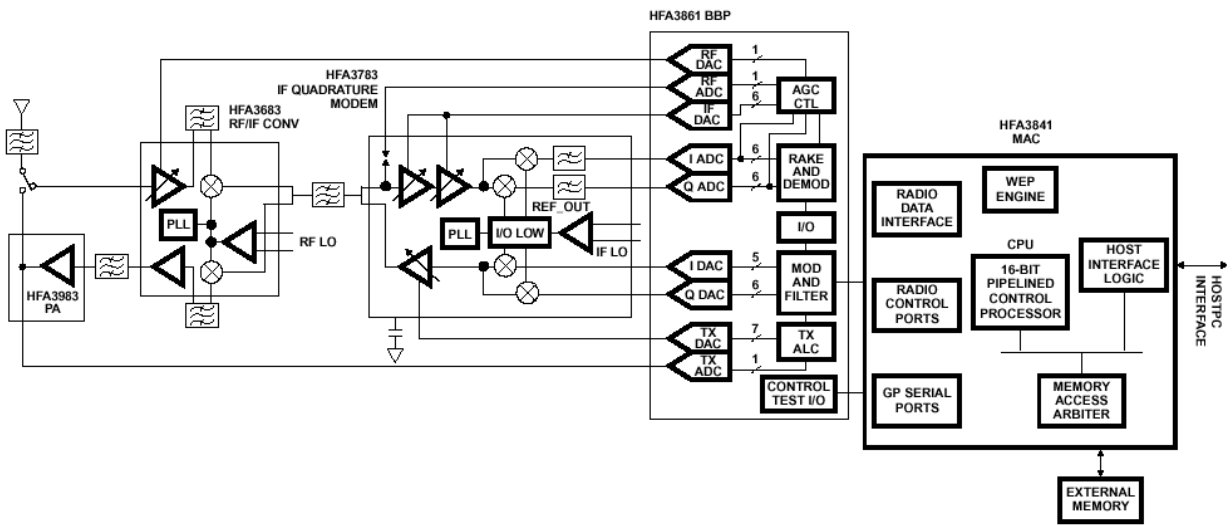 HFA3861 BBP
RF
DAC
1
RF
ADC
1
IF
DAC
6
AGC
CTL
HFA3783
IF QUADRATURE
MODEM
HFA3683
RF/IF CONV
I ADC
6
Q ADC
6
RAKE
AND
DEMOD
I/O
REF_OUT
PLL
RF LO
PLL
I/O LOW
IF LO
HFA3983
PA
I DAC
5
Q DAC
6
MOD
AND
FILTER
TX
DAC
7
TX
ADC
1
TX
ALC
CONTROL
TEST I/O
HFA3841
MAC
RADIO
DATA
INTERFACE
WEP
ENGINE
CPU
16-BIT
PIPELINED
CONTROL
PROCESSOR
HOST
INTERFACE
LOGIC
RADIO
CONTROL
PORTS
GP SERIAL
PORTS
MEMORY
ACCESS
ARBITER
HOSTPC
INTERFACE
EXTERNAL
MEMORY